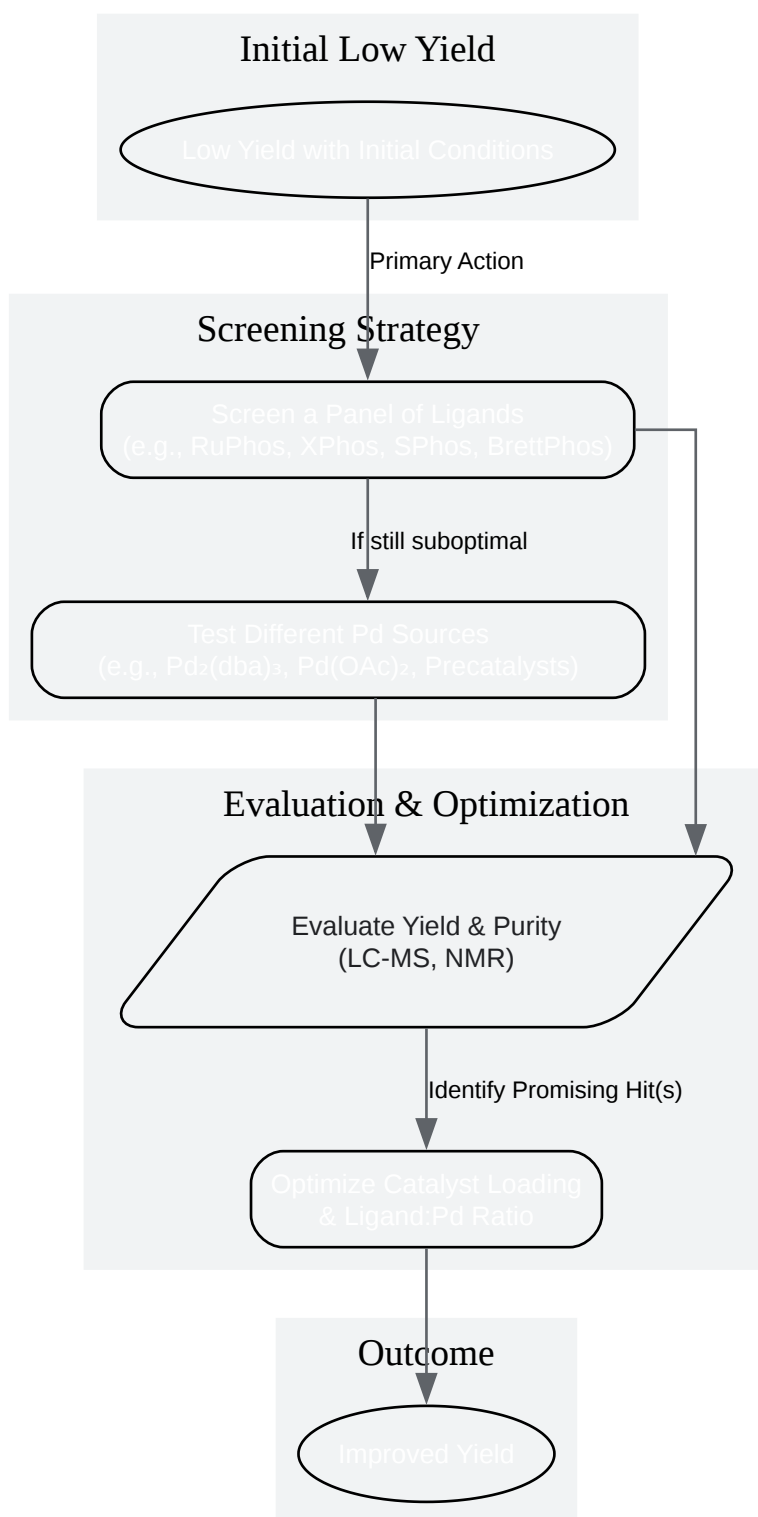 Initial Low Yield
Low Yield with Initial Conditions
Primary Action
Screening Strategy
Screen a Panel of Ligands
(e.g., RuPhos, XPhos, SPhos, BrettPhos)
If still suboptimal
Test Different Pd Sources
(e.g., Pd₂(dba)₃, Pd(OAc)₂, Precatalysts)
Evaluation & Optimization
Evaluate Yield & Purity
(LC-MS, NMR)
Identify Promising Hit(s)
Optimize Catalyst Loading
& Ligand:Pd Ratio
Outcome
Improved Yield